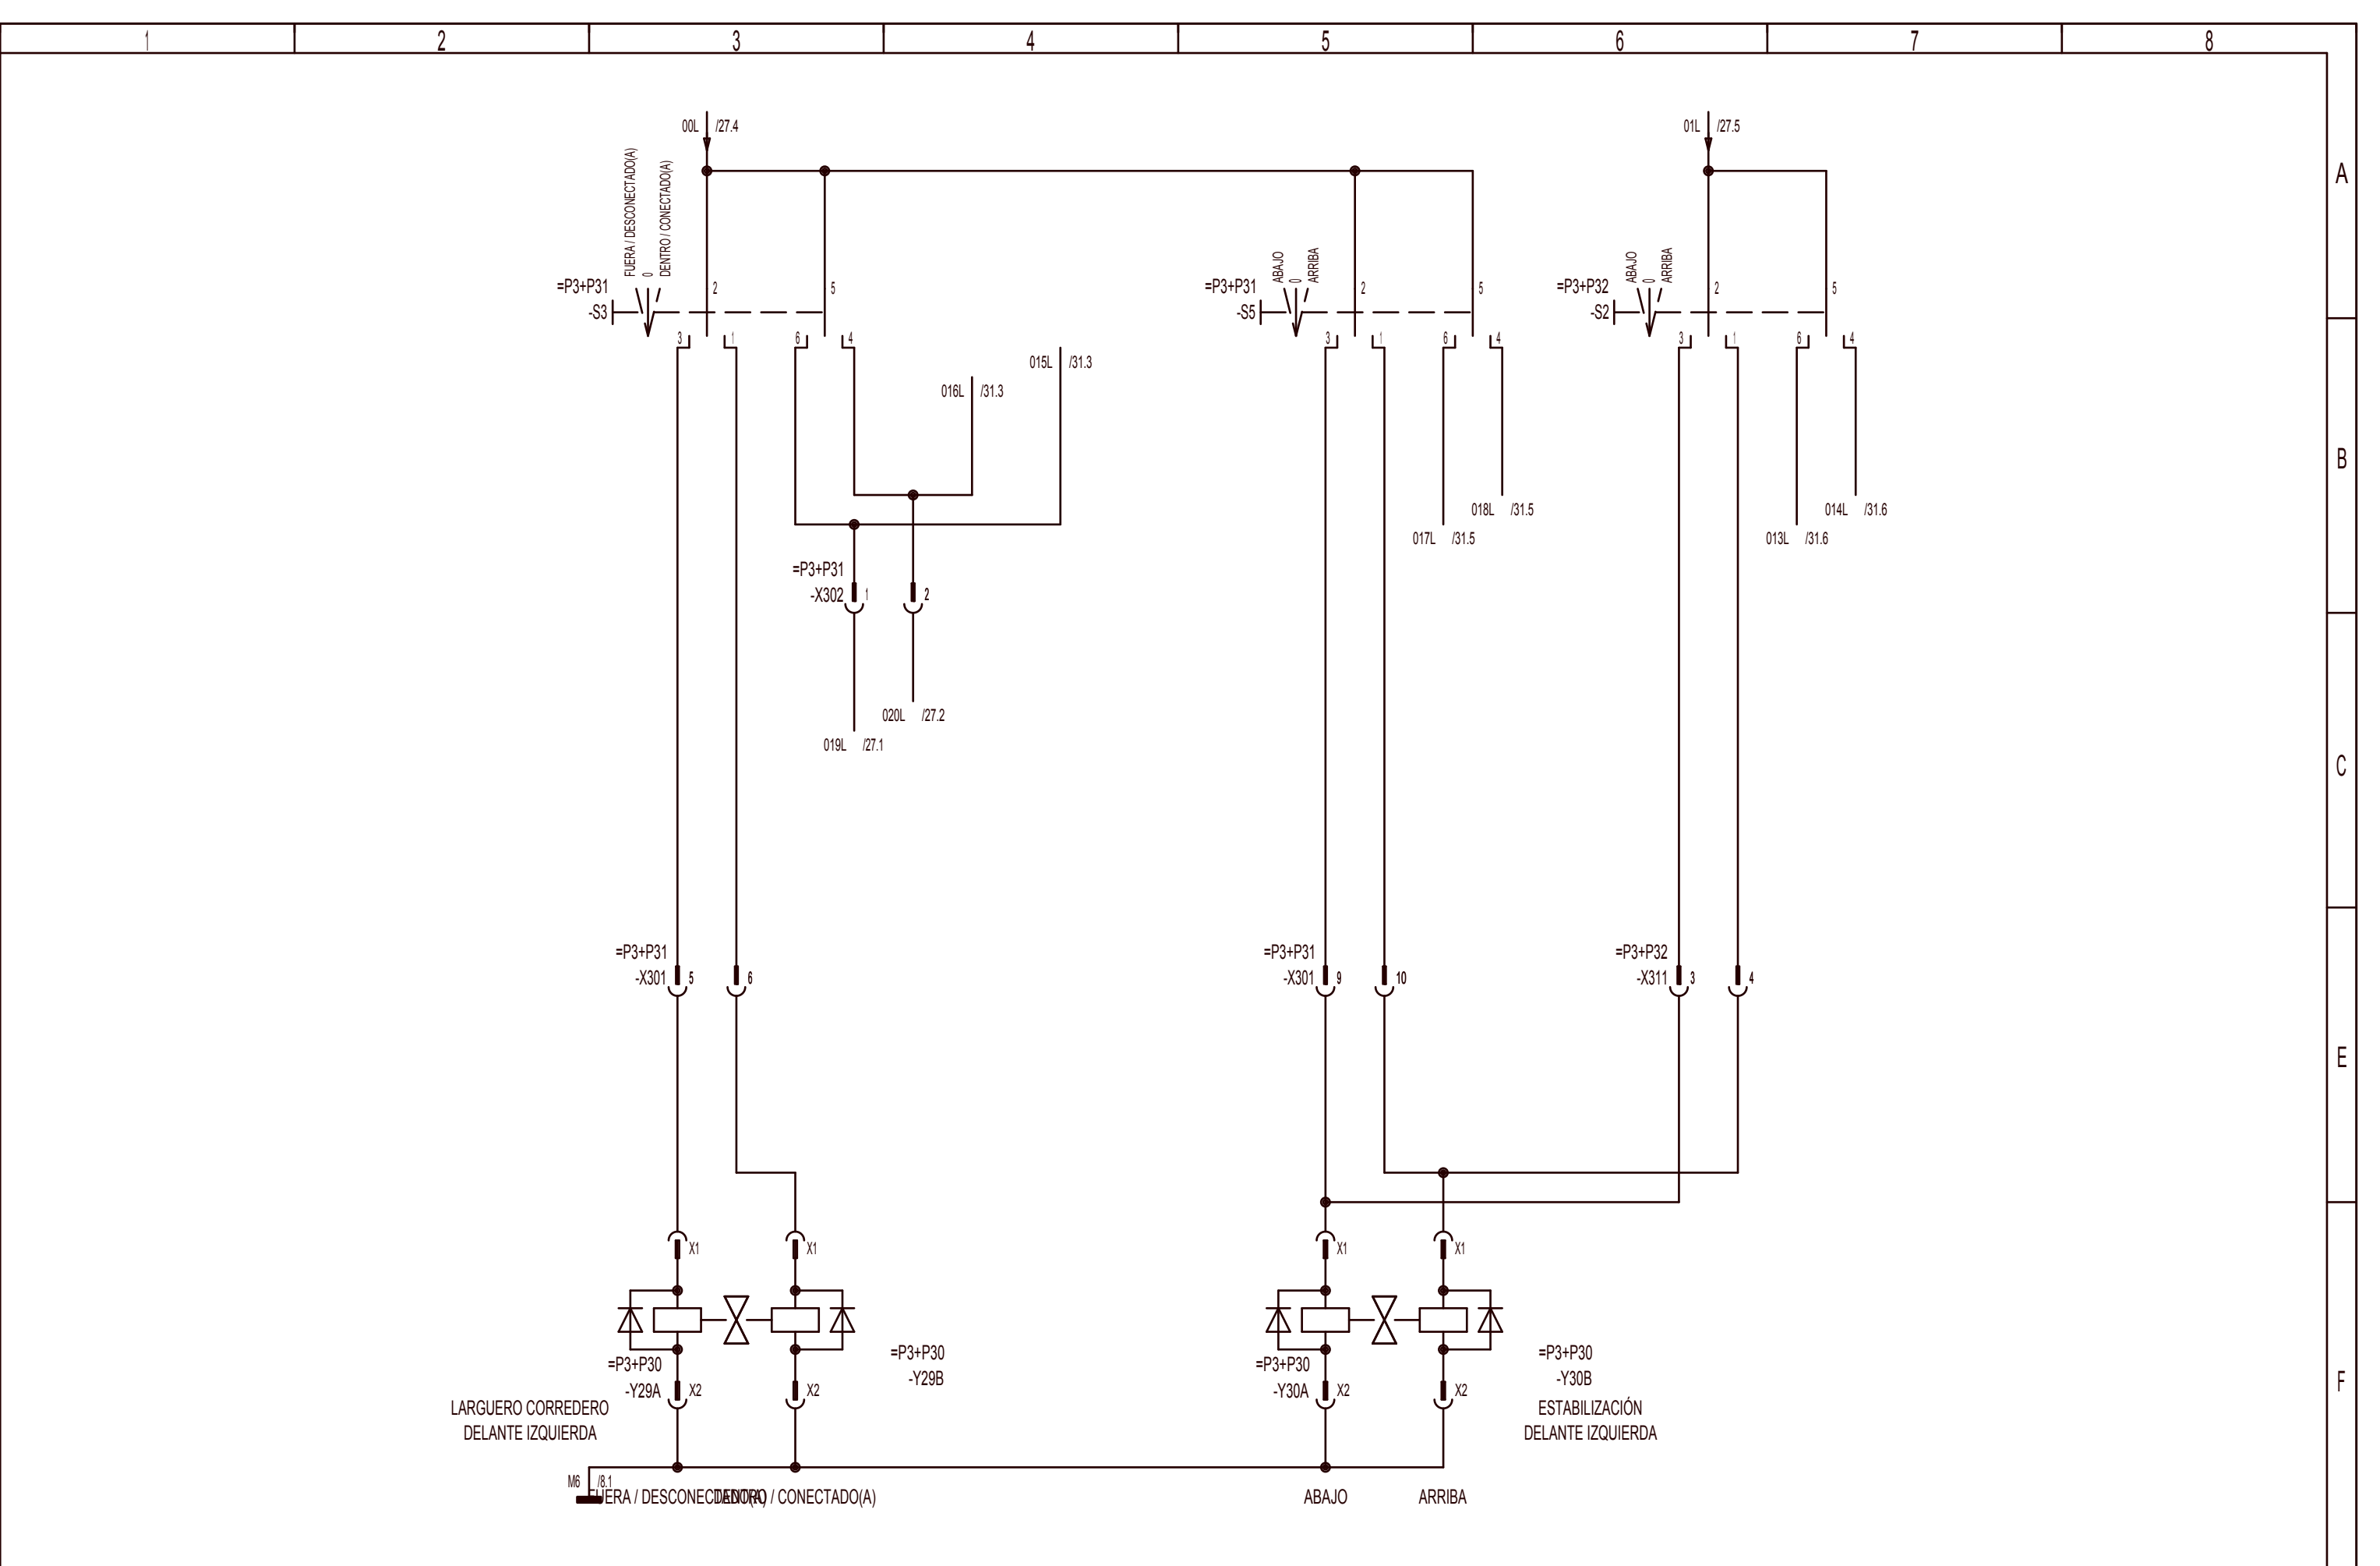 1 2 3 4 5 6 7 8
A
B
C
E
F
00L /27.4
01L /27.5
FUERA / DESCONECTADO(A)
0
DENTRO / CONECTADO(A)
=P3+P31
-S3
2
5
3
1
6
4
ABAJO
0
ARRIBA
=P3+P31
-S5
2
5
3
1
6
4
ABAJO
0
ARRIBA
=P3+P32
-S2
2
5
3
1
6
4
015L /31.3
016L /31.3
018L /31.5
017L /31.5
014L /31.6
013L /31.6
=P3+P31
-X302
1
2
020L /27.2
019L /27.1
=P3+P31
-X301
5
6
=P3+P31
-X301
9
10
=P3+P32
-X311
3
4
X1
X1
X1
X1
=P3+P30
-Y29A
X2
X2
=P3+P30
-Y29B
=P3+P30
-Y30A
X2
X2
=P3+P30
-Y30B
LARGUERO CORREDERO
DELANTE IZQUIERDA
ESTABILIZACIÓN
DELANTE IZQUIERDA
M6 /8.1
FUERA / DESCONECTADO(A)
DENTRO / CONECTADO(A)
ABAJO
ARRIBA